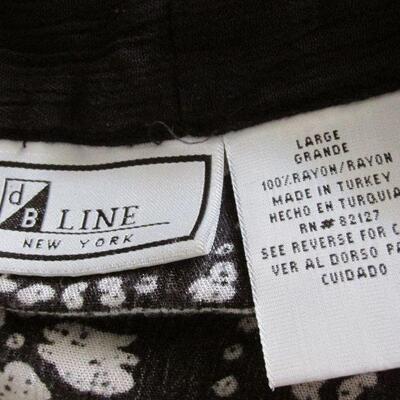 d
B LINE
NEW YORK
LARGE
GRANDE
100% RAYON/RAYON
MADE IN TURKEY
HECHO EN TURQUIA
RN# 82127
SEE REVERSE FOR C
VER AL DORSO PA
CUIDADO